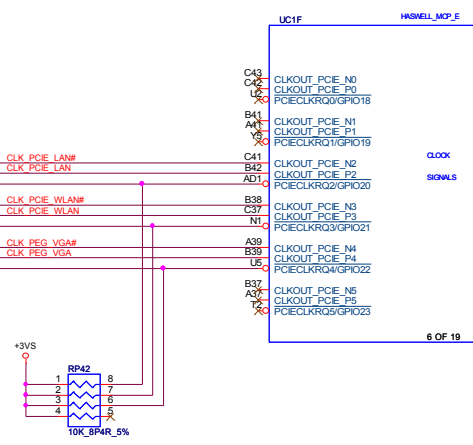 UC1F
HASWELL_MCP_E
C43
CLKOUT_PCIE_N0
C42
CLKOUT_PCIE_P0
U2
PCIECLKRQ0/GPIO18
B41
CLKOUT_PCIE_N1
A41
CLKOUT_PCIE_P1
Y5
PCIECLKRQ1/GPIO19
CLK_PCIE_LAN#
C41
CLKOUT_PCIE_N2
CLOCK
CLK_PCIE_LAN
B42
CLKOUT_PCIE_P2
AD1
PCIECLKRQ2/GPIO20
SIGNALS
CLK_PCIE_WLAN#
B38
CLKOUT_PCIE_N3
CLK_PCIE_WLAN
C37
CLKOUT_PCIE_P3
N1
PCIECLKRQ3/GPIO21
CLK_PEG_VGA#
A39
CLKOUT_PCIE_N4
CLK_PEG_VGA
B39
CLKOUT_PCIE_P4
U5
PCIECLKRQ4/GPIO22
B37
CLKOUT_PCIE_N5
A37
CLKOUT_PCIE_P5
T2
PCIECLKRQ5/GPIO23
6 OF 19
+3VS
RP42
1 8
2 7
3 6
4 5
10K_8P4R_5%